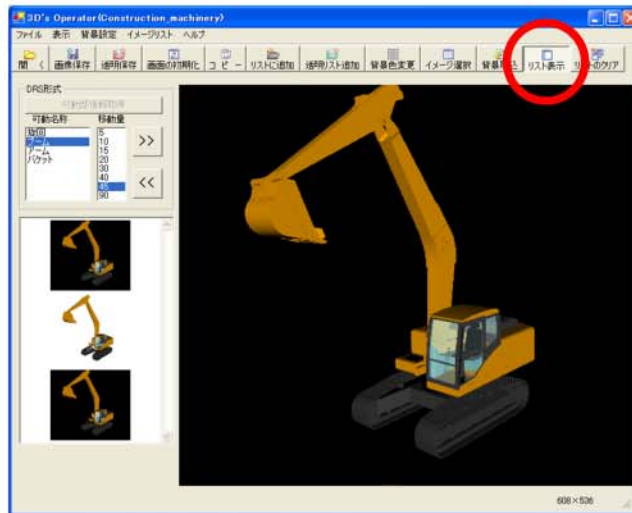 3D's Operator(Construction_machinery)
ファイル 表示 背景設定 イメージリスト ヘルプ
開く 画像保存 透明保存 画面の初期化 コピー リストに追加 透明リスト追加 背景色変更 イメージ選択 リスト表示 リストのクリア
DRS形式
可動名称 移動量
旋回 5
ブーム 10
アーム 15
バケット 20
30
40
45
90
>>
<<
608×536